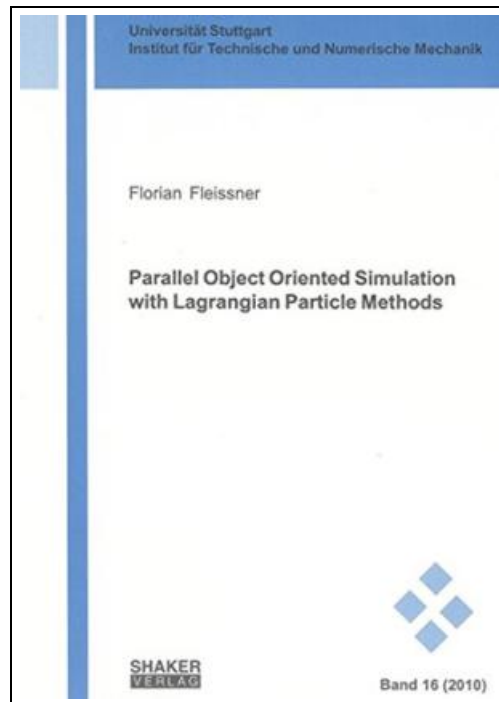 Universität Stuttgart
Institut für Technische und Numerische Mechanik
Florian Fleissner
Parallel Object Oriented Simulation
with Lagrangian Particle Methods
SHAKER
VERLAG
Band 16 (2010)